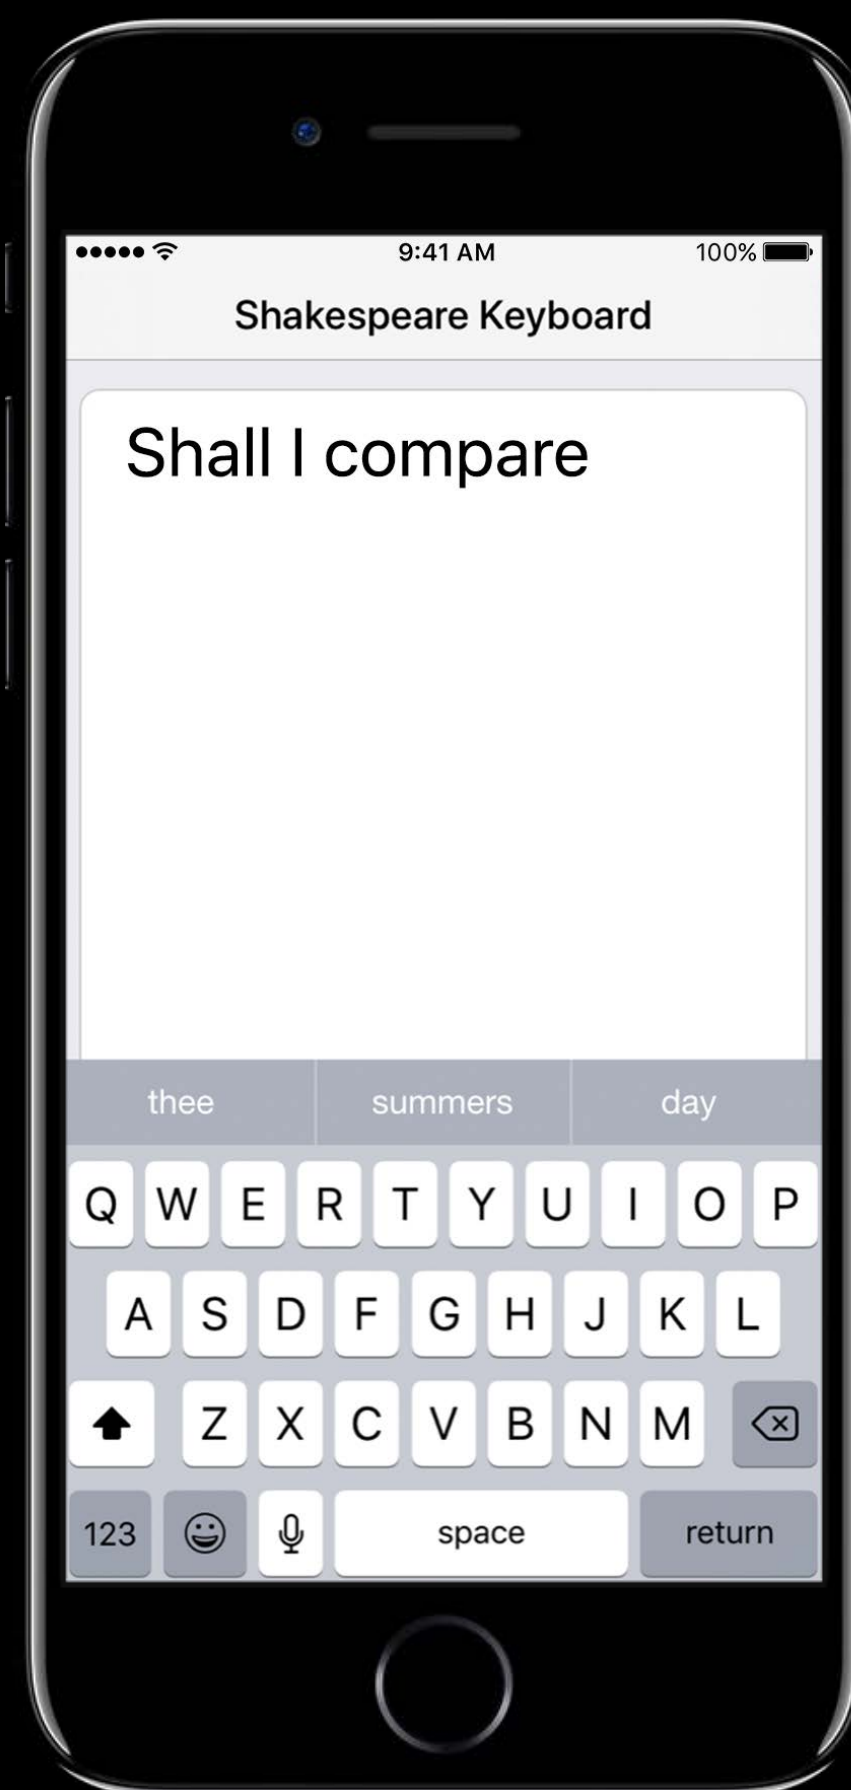 9:41 AM 100%
Shakespeare Keyboard
Shall I compare
thee summers day
Q W E R T Y U I O P
A S D F G H J K L
Z X C V B N M
123 space return